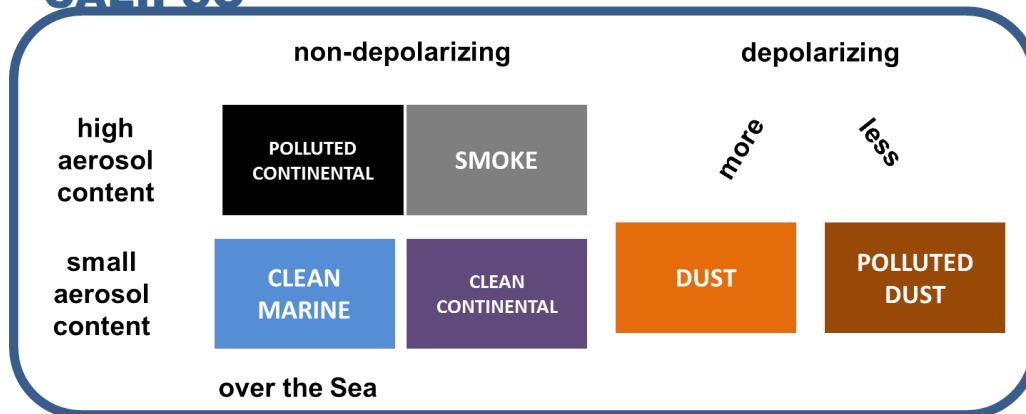 non-depolarizing
depolarizing
high
aerosol
content
POLLUTED
CONTINENTAL
SMOKE
more
less
small
aerosol
content
CLEAN
MARINE
CLEAN
CONTINENTAL
DUST
POLLUTED
DUST
over the Sea